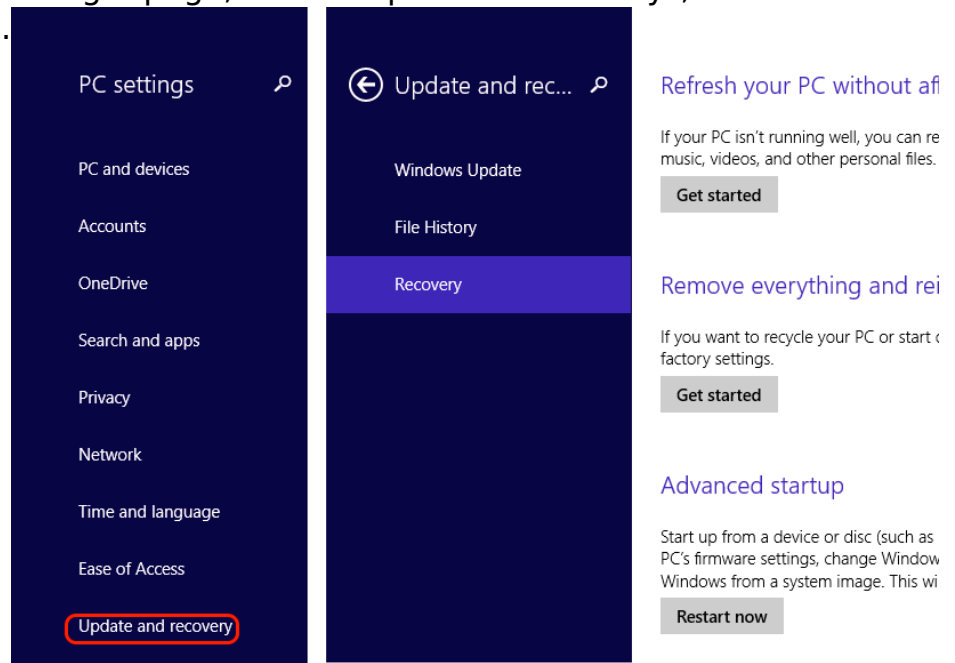 .
PC settings
PC and devices
Accounts
OneDrive
Search and apps
Privacy
Network
Time and language
Ease of Access
Update and recovery
Update and rec...
Windows Update
File History
Recovery
Refresh your PC without aff
If your PC isn't running well, you can re
music, videos, and other personal files.
Get started
Remove everything and rei
If you want to recycle your PC or start
factory settings.
Get started
Advanced startup
Start up from a device or disc (such as
PC's firmware settings, change Window
Windows from a system image. This wi
Restart now